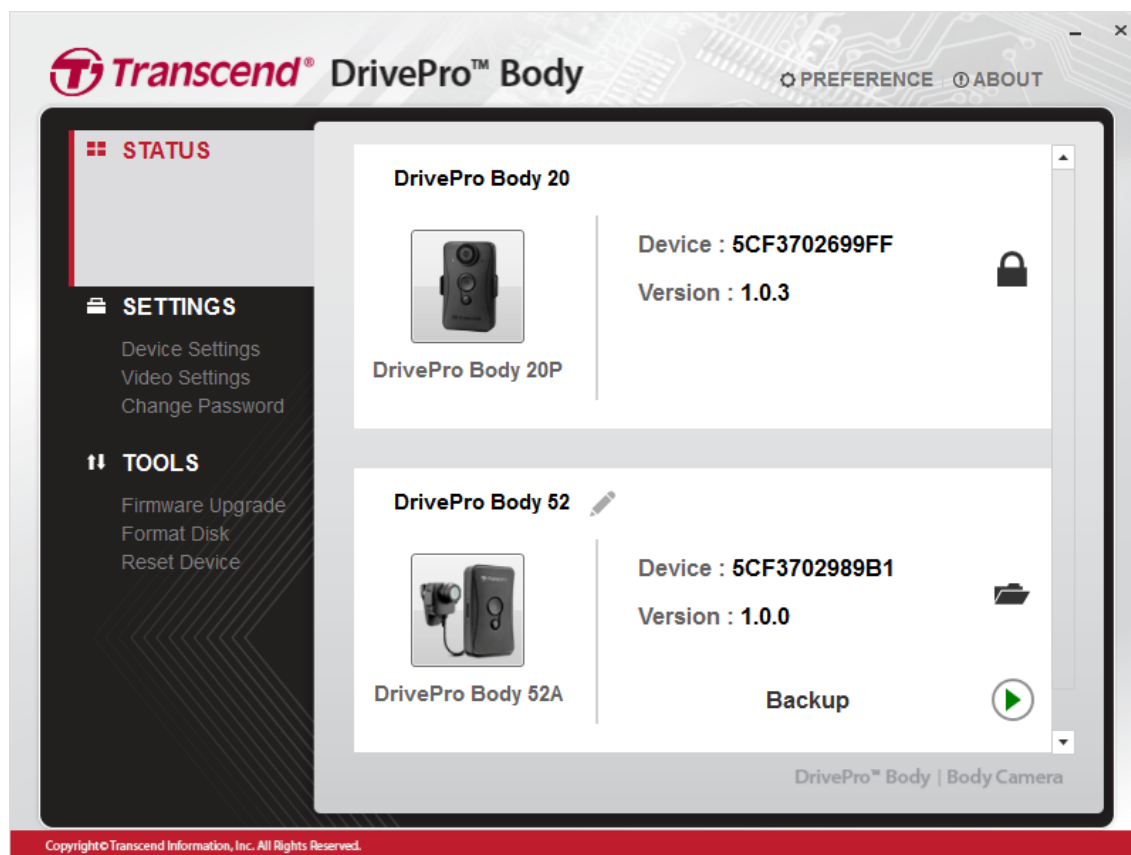 Transcend® DrivePro™ Body
PREFERENCE
ABOUT
STATUS
SETTINGS
Device Settings
Video Settings
Change Password
TOOLS
Firmware Upgrade
Format Disk
Reset Device
DrivePro Body 20
Device : 5CF3702699FF
Version : 1.0.3
DrivePro Body 20P
DrivePro Body 52
Device : 5CF3702989B1
Version : 1.0.0
DrivePro Body 52A
Backup
DrivePro™ Body | Body Camera
Copyright© Transcend Information, Inc. All Rights Reserved.